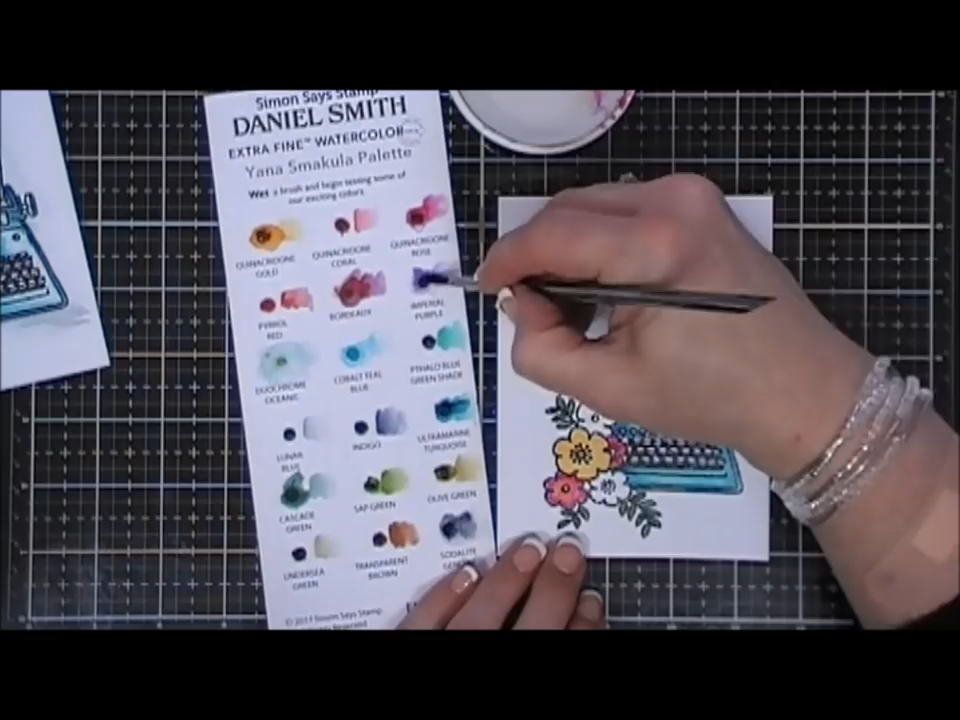 Simon Says Stamp
DANIEL SMITH
EXTRA FINE™ WATERCOLOR
Yana Smakula Palette
Wet a brush and begin testing some of
our exciting colors
QUINACRIDONE
GOLD
QUINACRIDONE
CORAL
QUINACRIDONE
ROSE
PYRROL
RED
BORDEAUX
IMPERIAL
PURPLE
DUOCHROME
OCEANIC
COBALT TEAL
BLUE
PTHALO BLUE
GREEN SHADE
LUNAR
BLUE
INDIGO
ULTRAMARINE
TURQUOISE
CASCADE
GREEN
SAP GREEN
OLIVE GREEN
UNDERSEA
GREEN
TRANSPARENT
BROWN
SODALITE
© 2017 Simon Says Stamp
Reserved